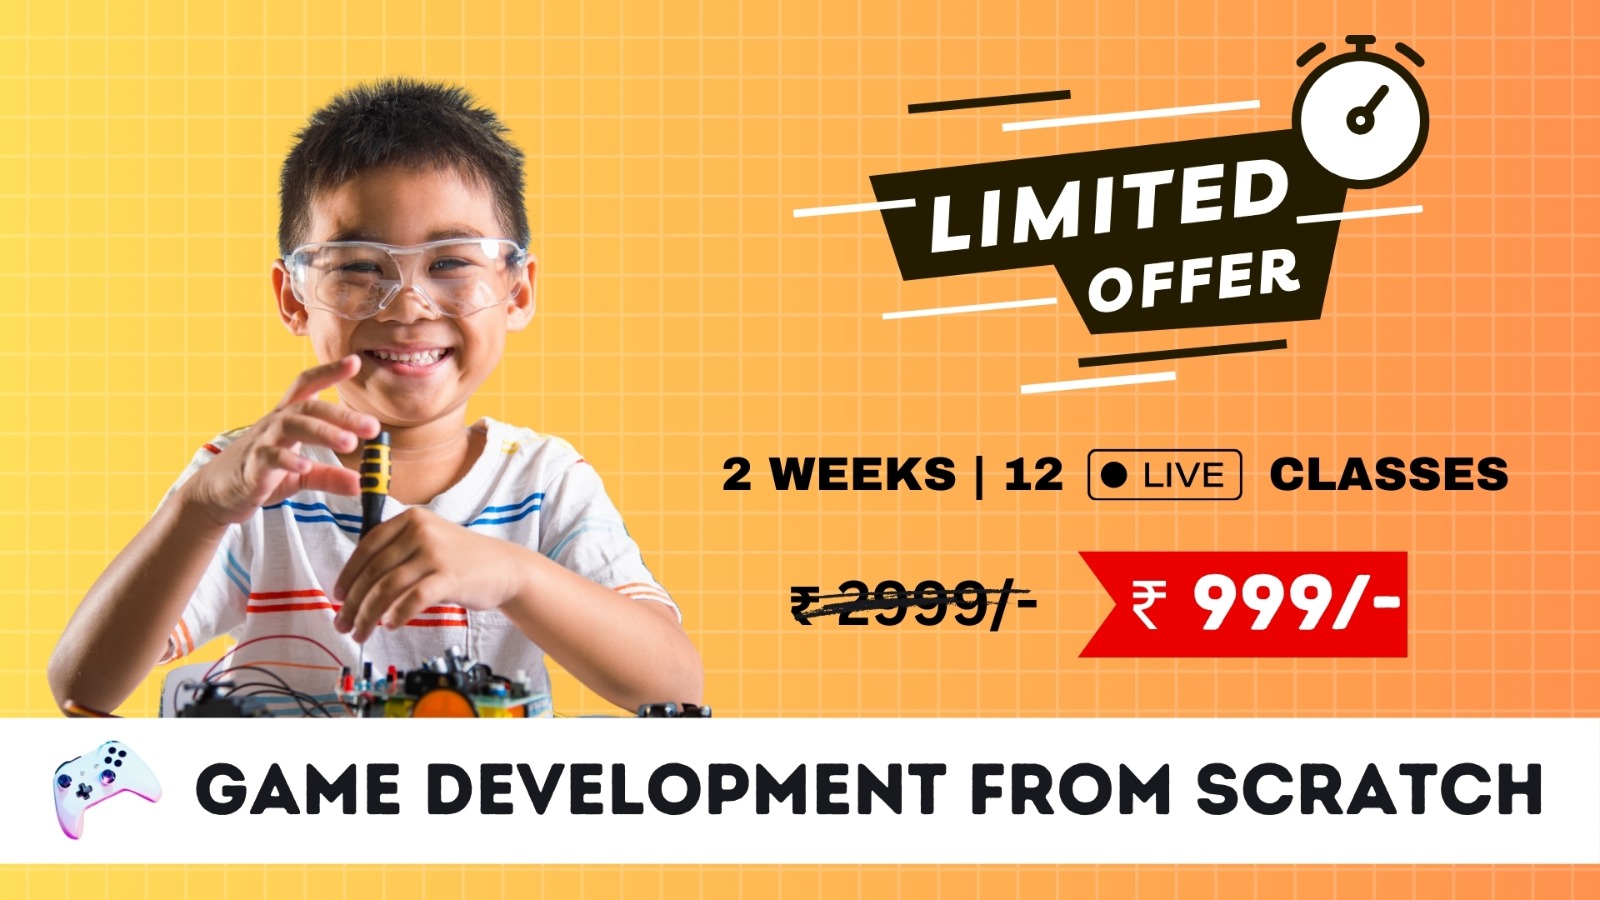 LIMITED
OFFER
2 WEEKS | 12 LIVE CLASSES
₹ 2999/- ₹ 999/-
GAME DEVELOPMENT FROM SCRATCH